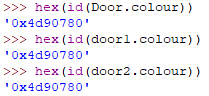 >>> hex(id(Door.colour))
'0x4d90780'
>>> hex(id(door1.colour))
'0x4d90780'
>>> hex(id(door2.colour))
'0x4d90780'